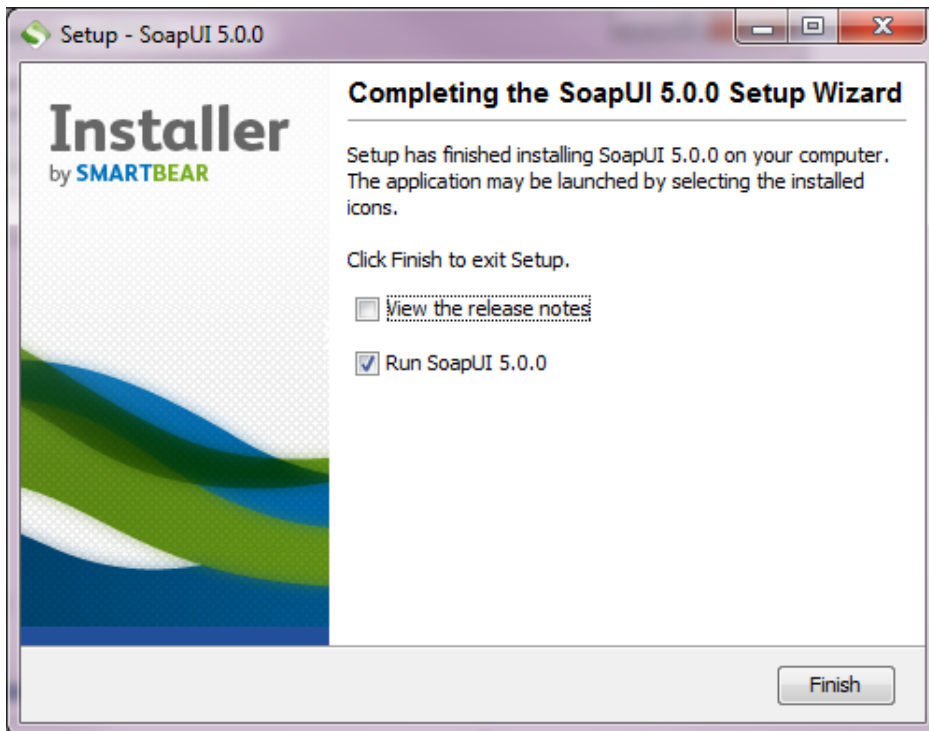 Setup - SoapUI 5.0.0
Installer
by SMARTBEAR
Completing the SoapUI 5.0.0 Setup Wizard
Setup has finished installing SoapUI 5.0.0 on your computer.
The application may be launched by selecting the installed
icons.
Click Finish to exit Setup.
View the release notes
Run SoapUI 5.0.0
Finish